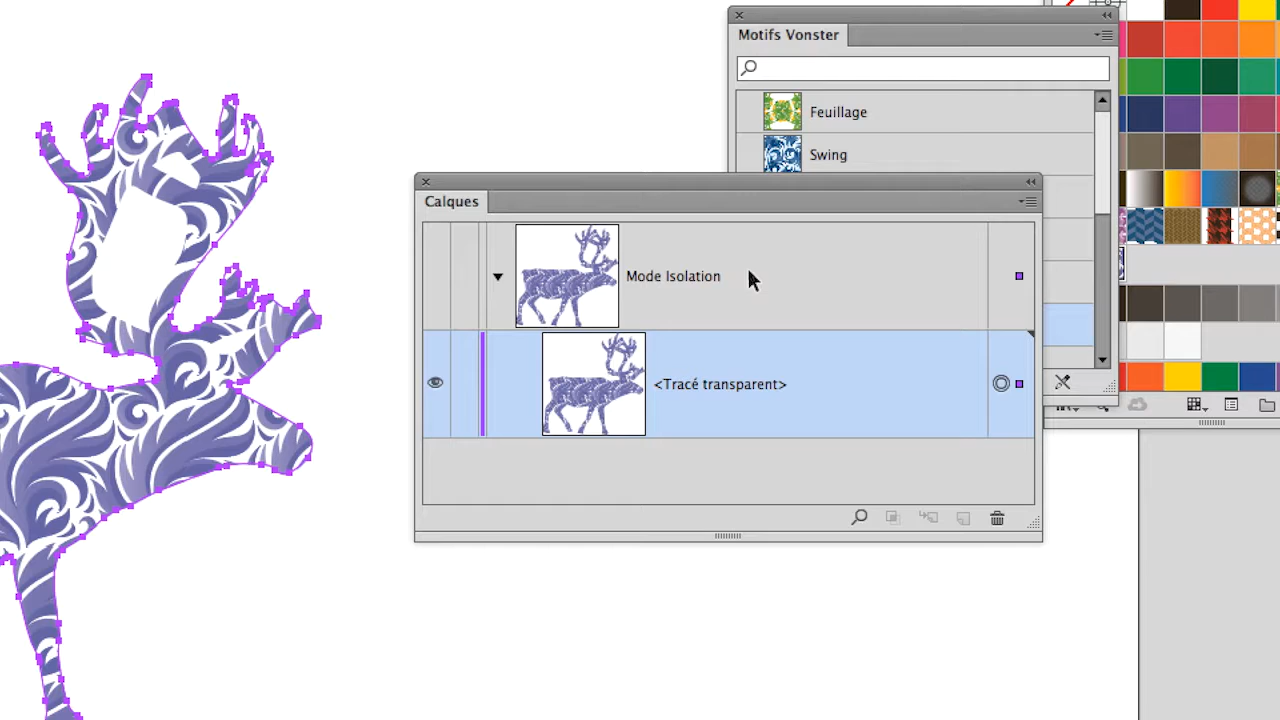 Motifs Vonster
Feuillage
Swing
Calques
Mode Isolation
<Tracé transparent>